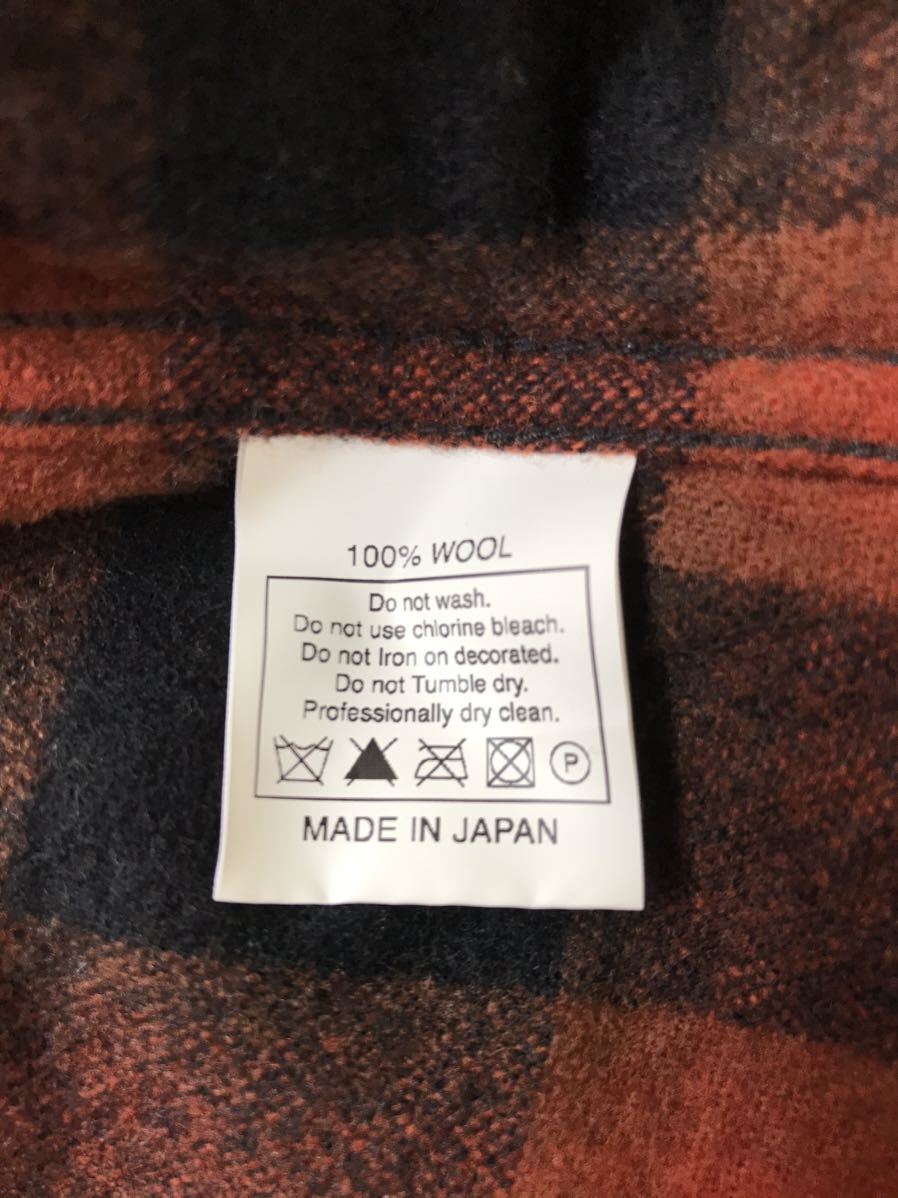 100% WOOL
Do not wash.
Do not use chlorine bleach.
Do not Iron on decorated.
Do not Tumble dry.
Professionally dry clean.
P
MADE IN JAPAN